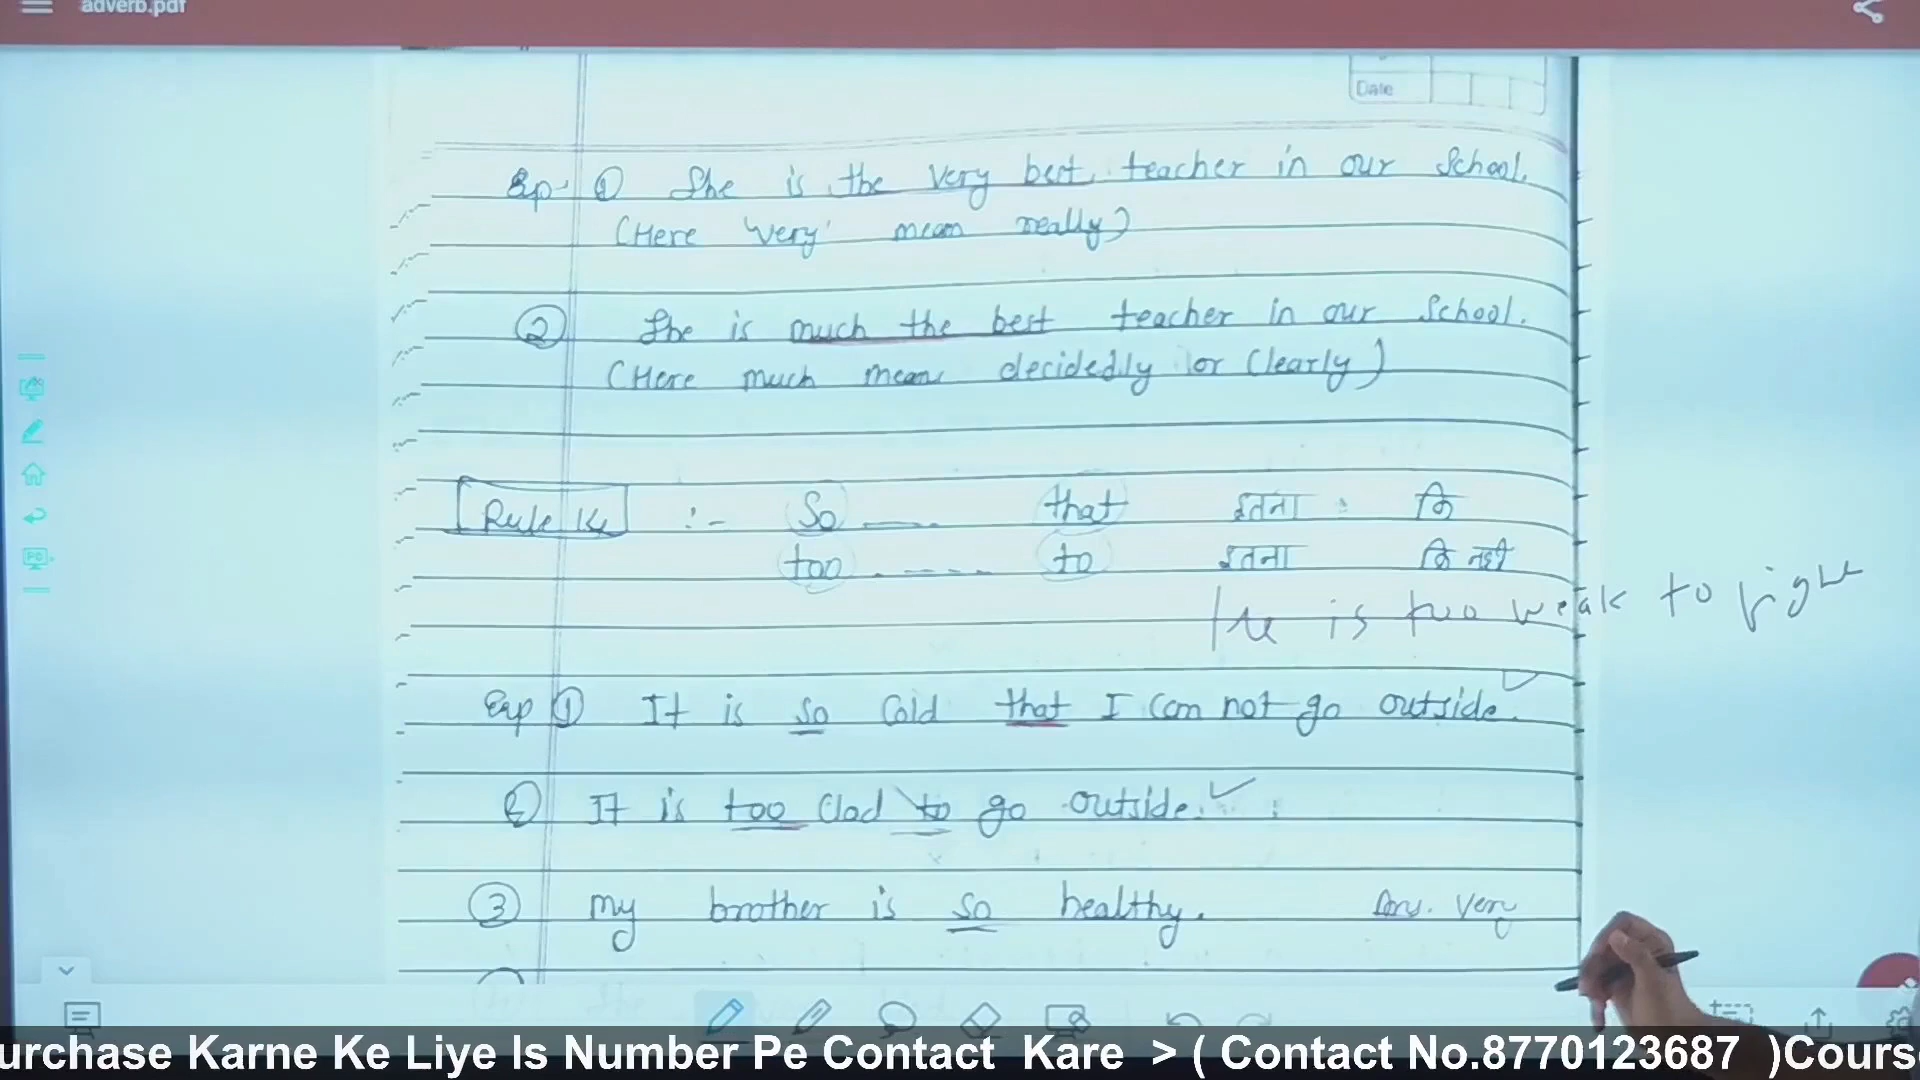 adverb.pdf
Date
Exp- ① She is the very best teacher in our School.
(Here 'very' mean really)
② She is much the best teacher in our School.
(Here much mean decidedly or Clearly)
Rule :- So ---- that इतना : कि
too ----- to इतना कि नहीं
He is too weak to fight
Exp ① It is so Cold that I can not go outside.
② It is too Clod to go outside.
③ my brother is so healthy. Ans. Very
urchase Karne Ke Liye Is Number Pe Contact Kare > ( Contact No.8770123687 )Cours